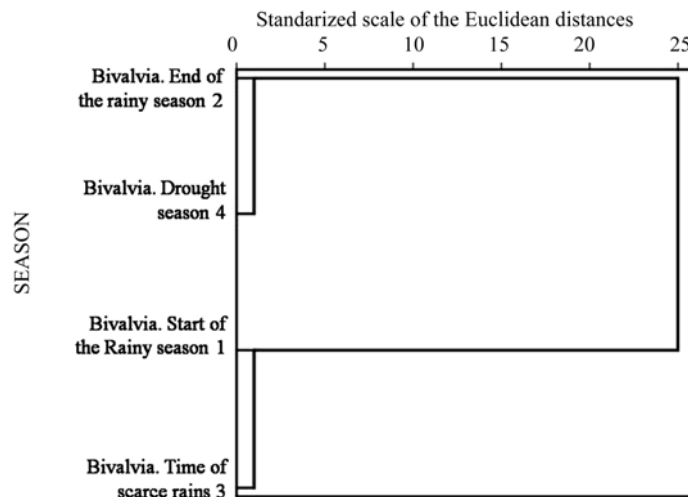 Standarized scale of the Euclidean distances
0 5 10 15 20 25
Bivalvia. End of
the rainy season 2
Bivalvia. Drought
season 4
SEASON
Bivalvia. Start of
the Rainy season 1
Bivalvia. Time of
scarce rains 3